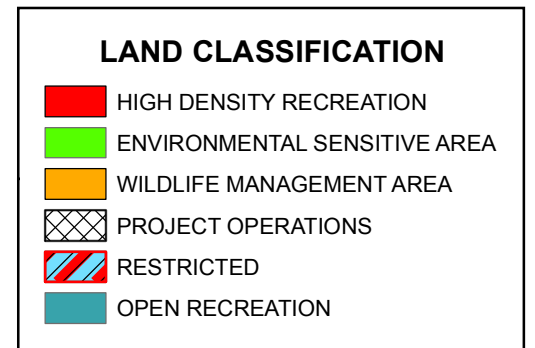 LAND CLASSIFICATION
HIGH DENSITY RECREATION
ENVIRONMENTAL SENSITIVE AREA
WILDLIFE MANAGEMENT AREA
PROJECT OPERATIONS
RESTRICTED
OPEN RECREATION